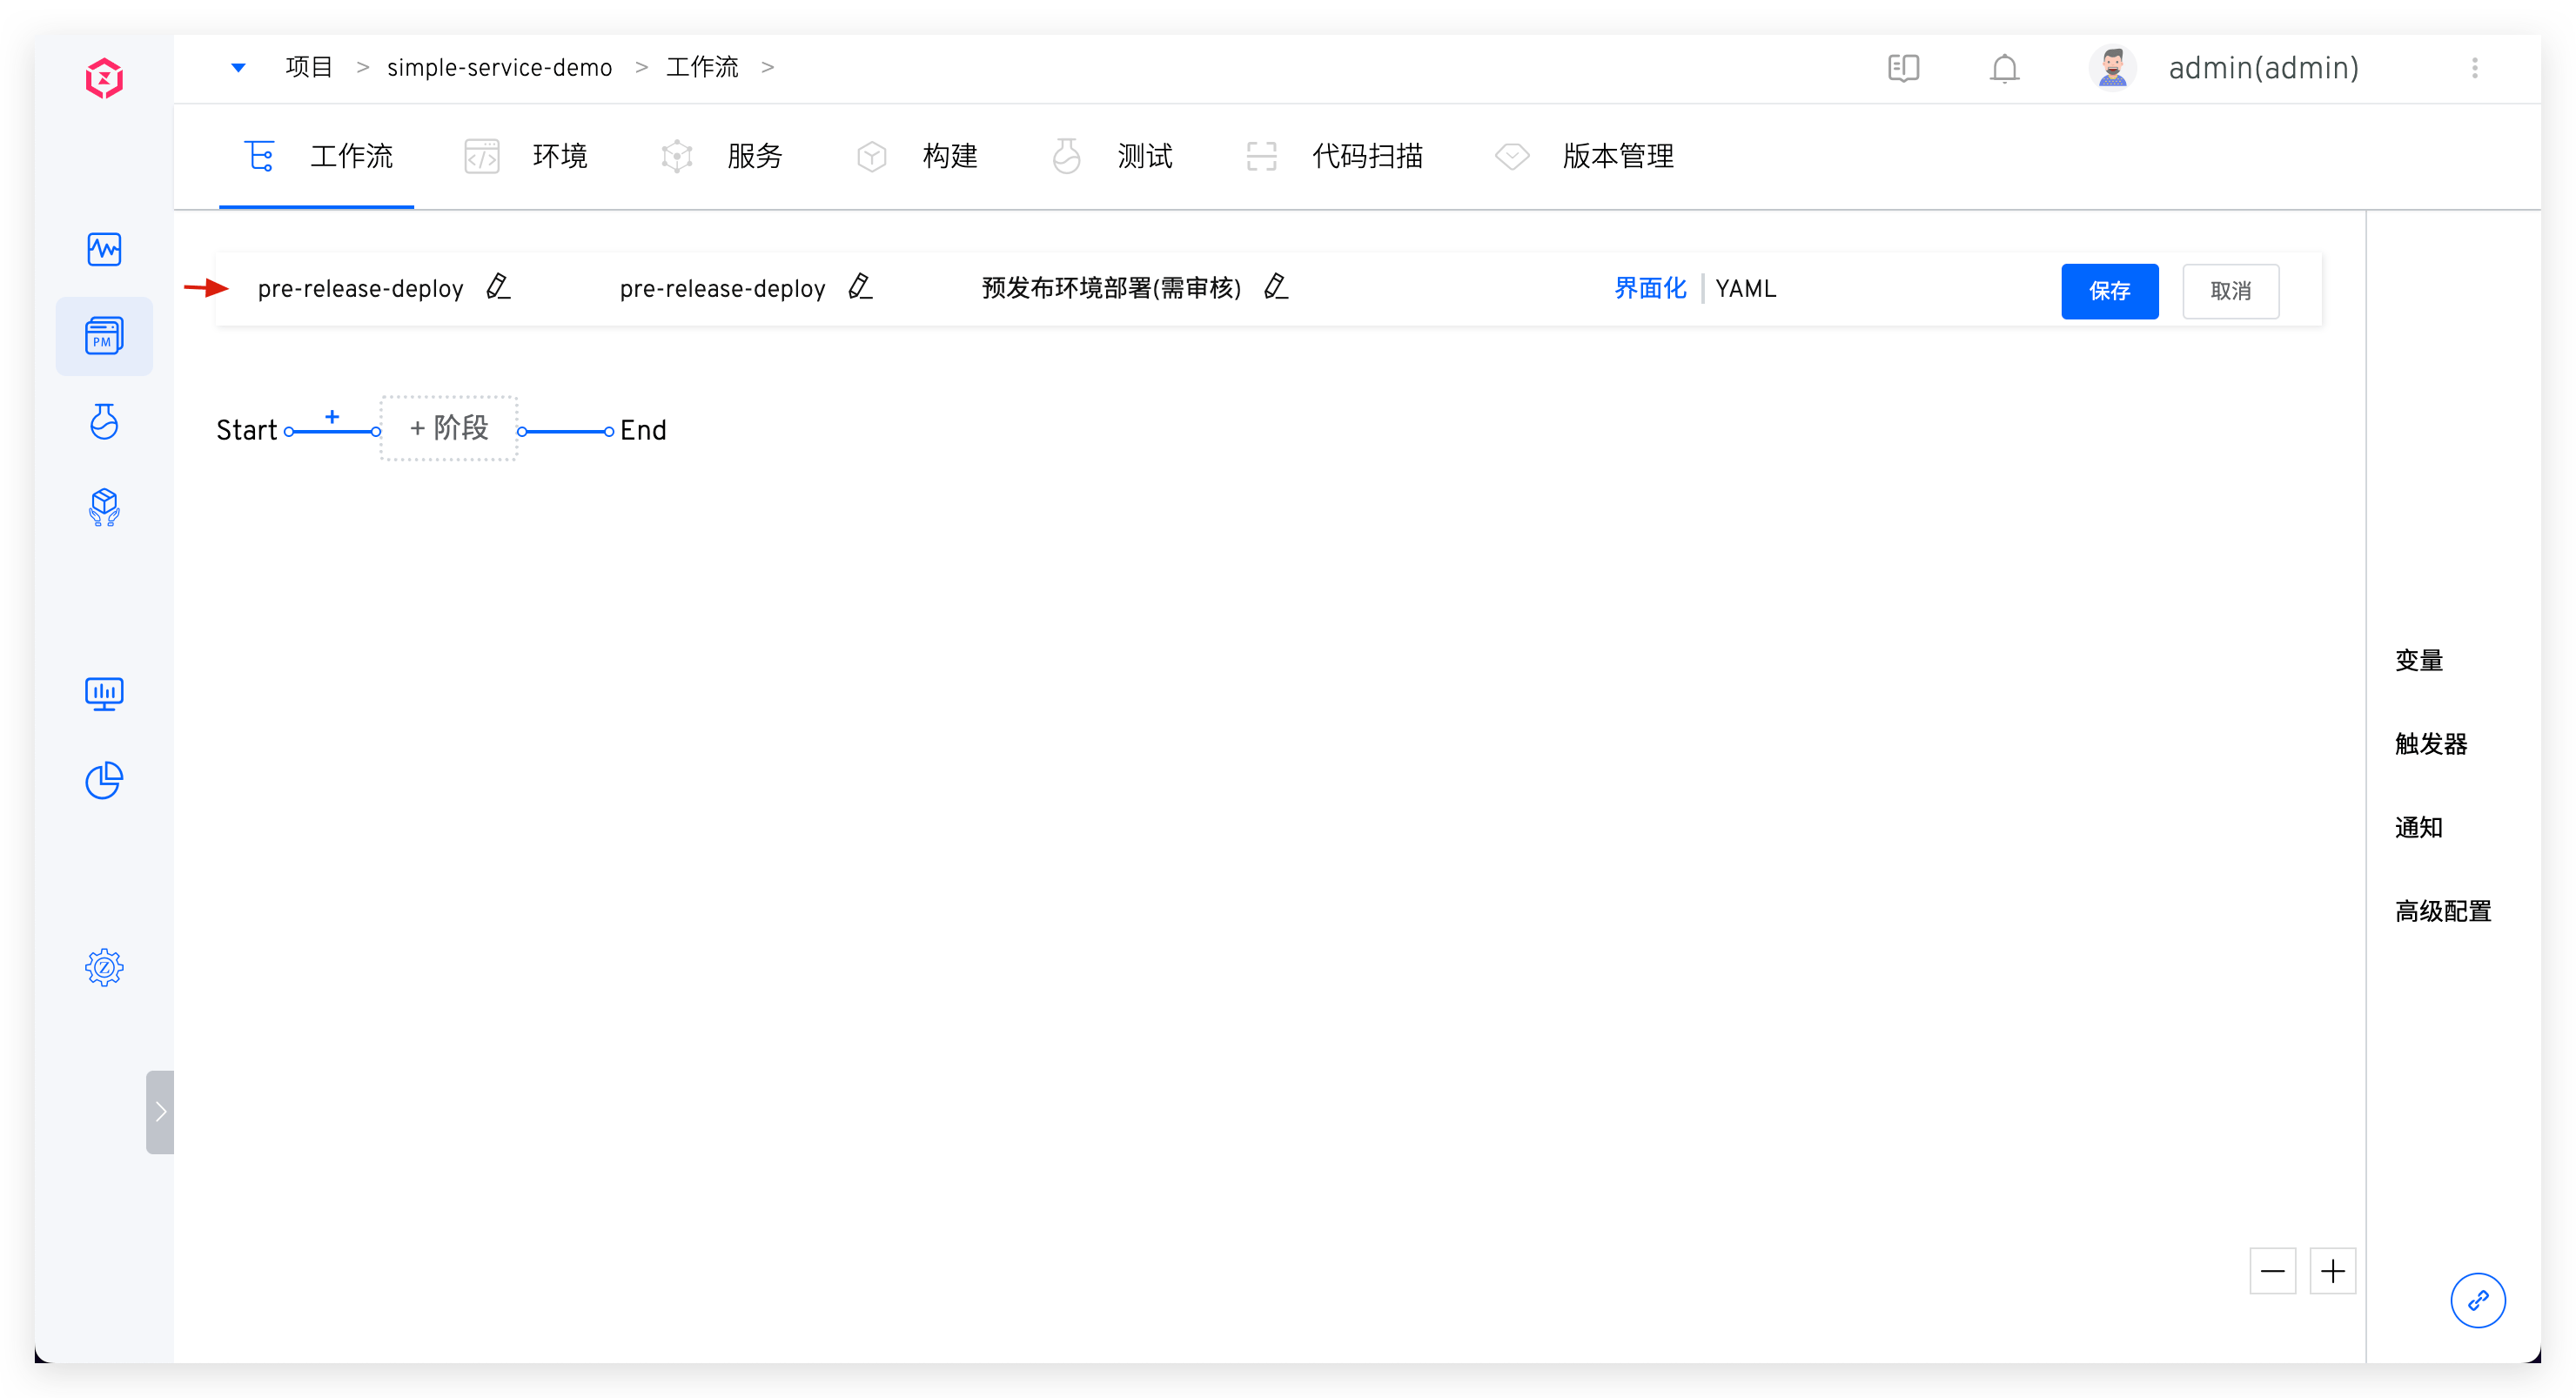 项目 > simple-service-demo > 工作流 >
admin(admin)
工作流 环境 服务 构建 测试 代码扫描 版本管理
PM
pre-release-deploy pre-release-deploy 预发布环境部署(需审核) 界面化 | YAML 保存 取消
Start + + 阶段 End
变量
触发器
通知
高级配置
Z